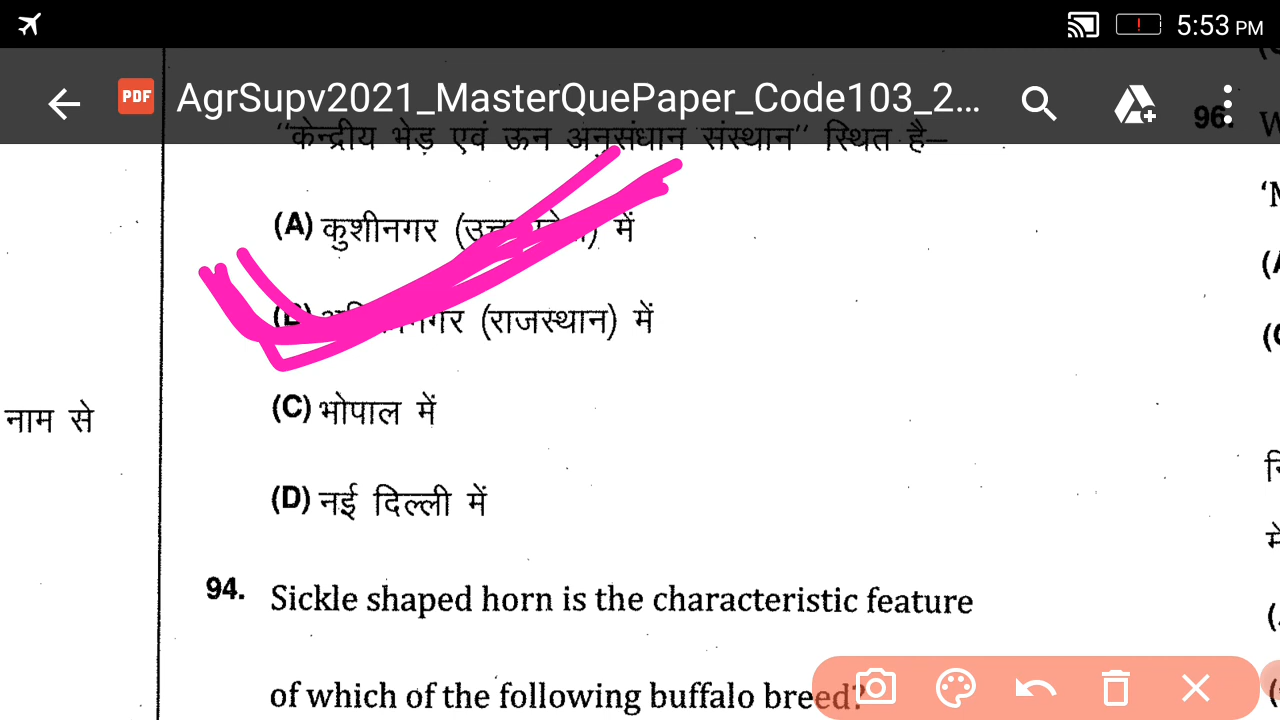 5:53 PM
PDF AgrSupv2021_MasterQuePaper_Code103_2...
"केन्द्रीय भेड़ एवं ऊन अनुसंधान संस्थान" स्थित है—
(A) कुशीनगर में
(राजस्थान) में
(C) भोपाल में
(D) नई दिल्ली में
94. Sickle shaped horn is the characteristic feature
of which of the following buffalo breed?
नाम से
96.